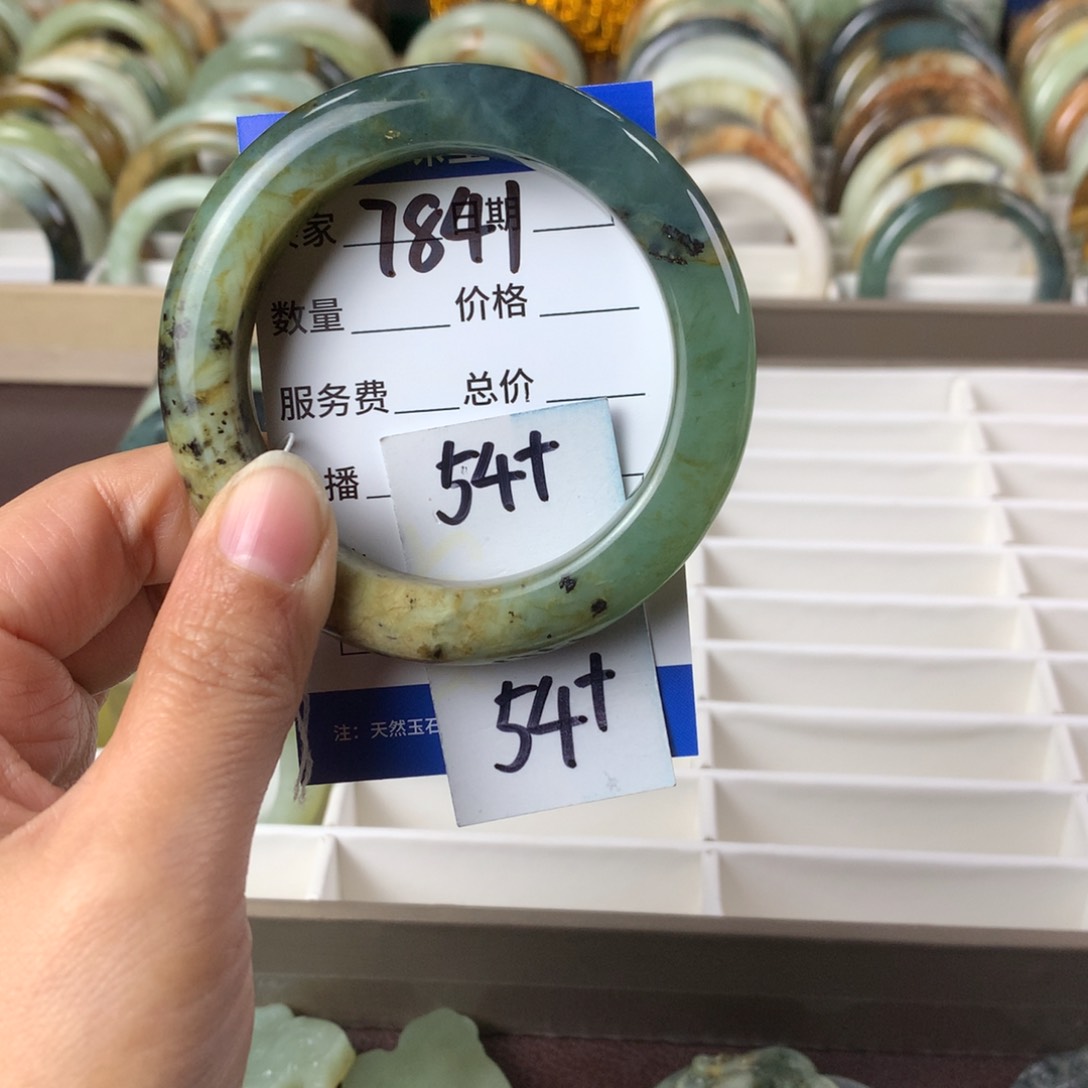 家 7841 日期
数量 价格
服务费 总价
播
54+
54+
注：天然玉石